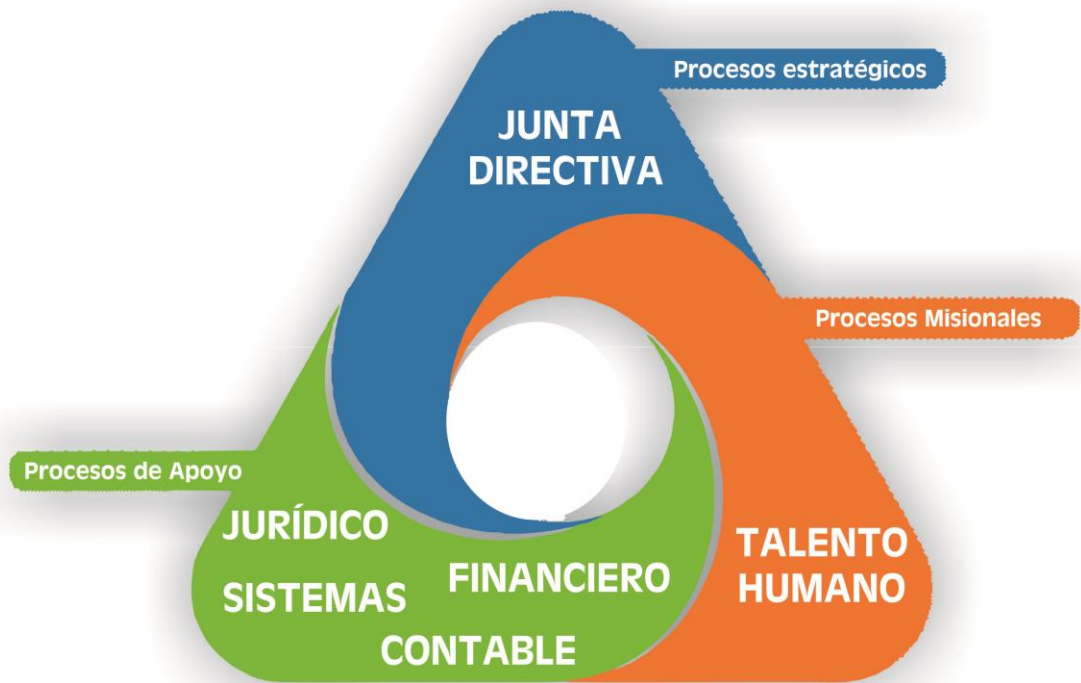 Procesos estratégicos
JUNTA
DIRECTIVA
Procesos Misionales
Procesos de Apoyo
JURÍDICO
SISTEMAS
FINANCIERO
CONTABLE
TALENTO
HUMANO